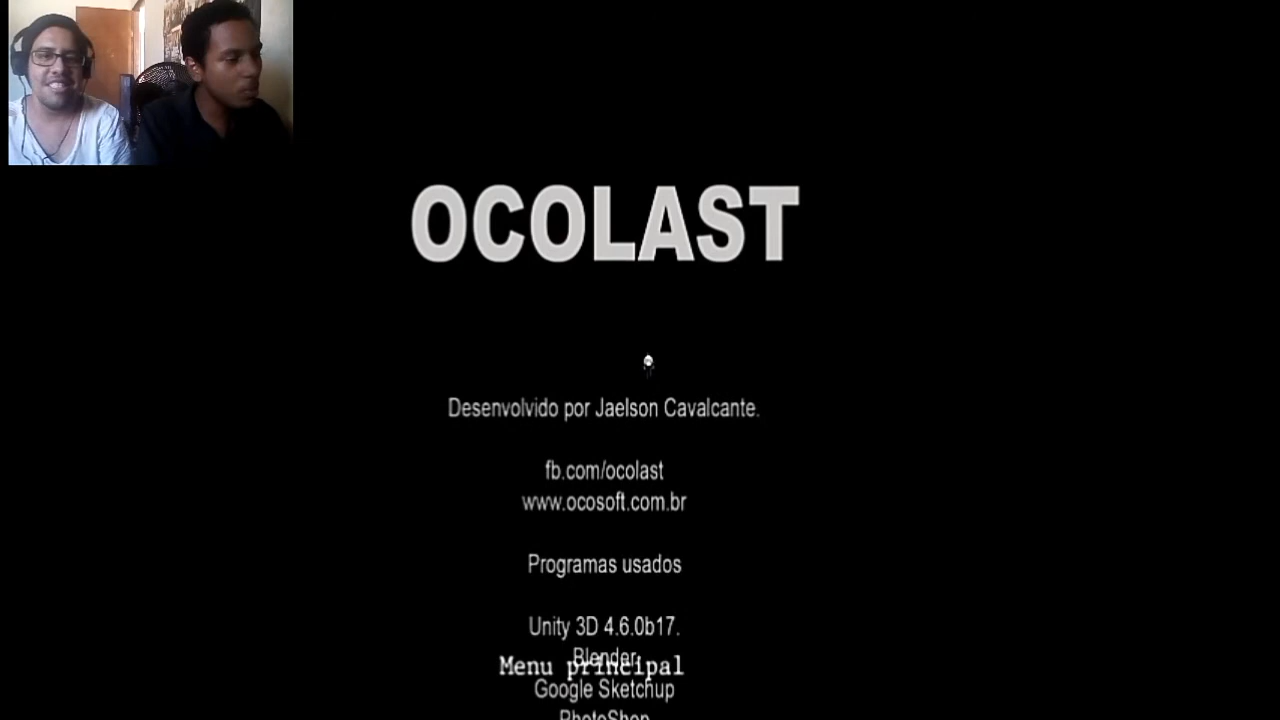 OCOLAST
Desenvolvido por Jaelson Cavalcante.
fb.com/ocolast
www.ocosoft.com.br
Programas usados
Unity 3D 4.6.0b17.
Blender
Menu principal
Google Sketchup
PhotoShop